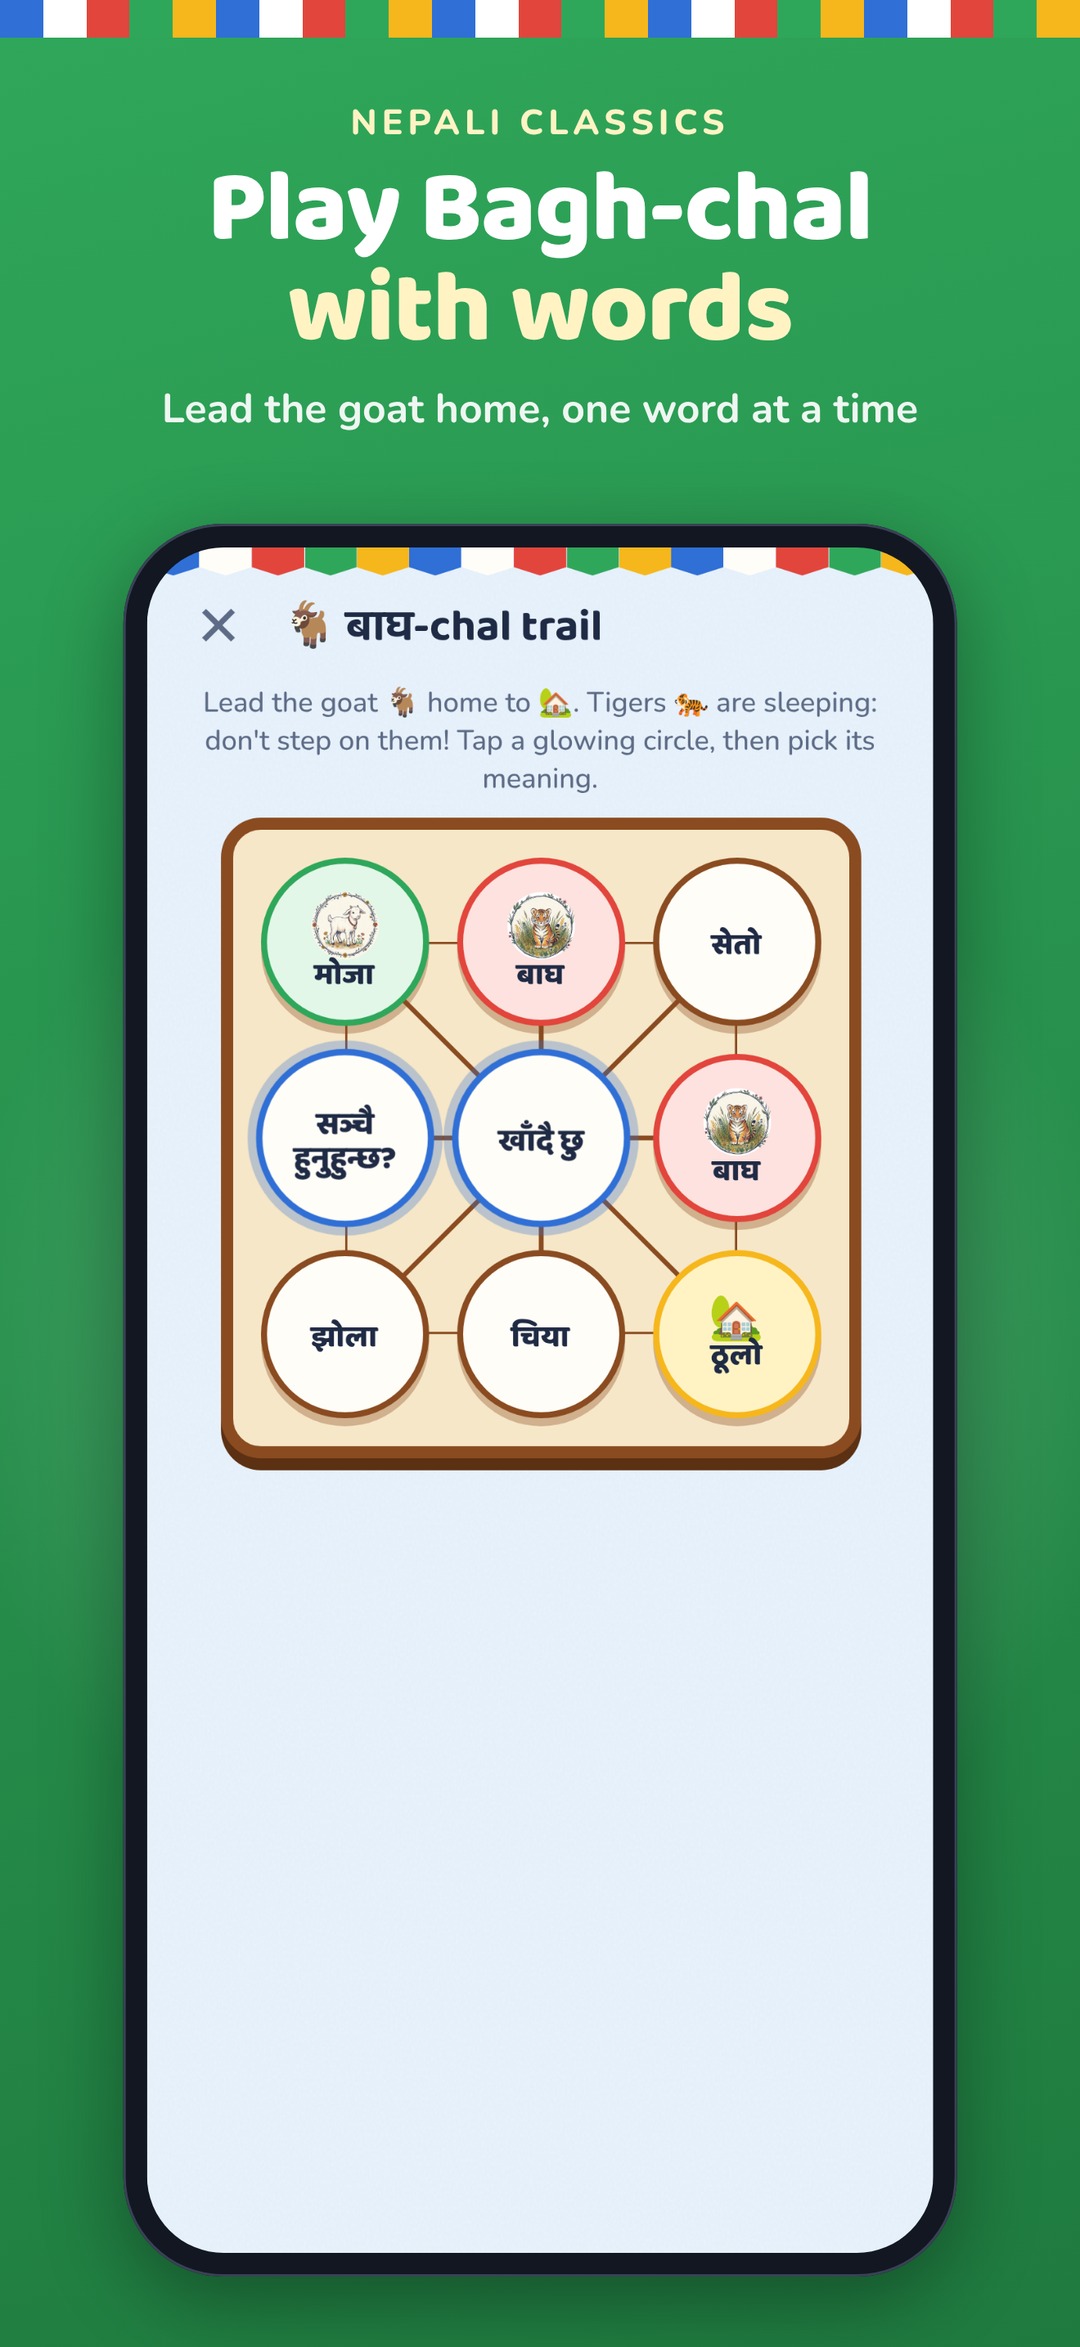 NEPALI CLASSICS
Play Bagh-chal
with words
Lead the goat home, one word at a time
बाघ-chal trail
Lead the goat 🐐 home to 🏡. Tigers 🐅 are sleeping:
don't step on them! Tap a glowing circle, then pick its
meaning.
मोजा
बाघ
सेतो
सञ्चै
हुनुहुन्छ?
खाँदै छु
बाघ
झोला
चिया
ठूलो